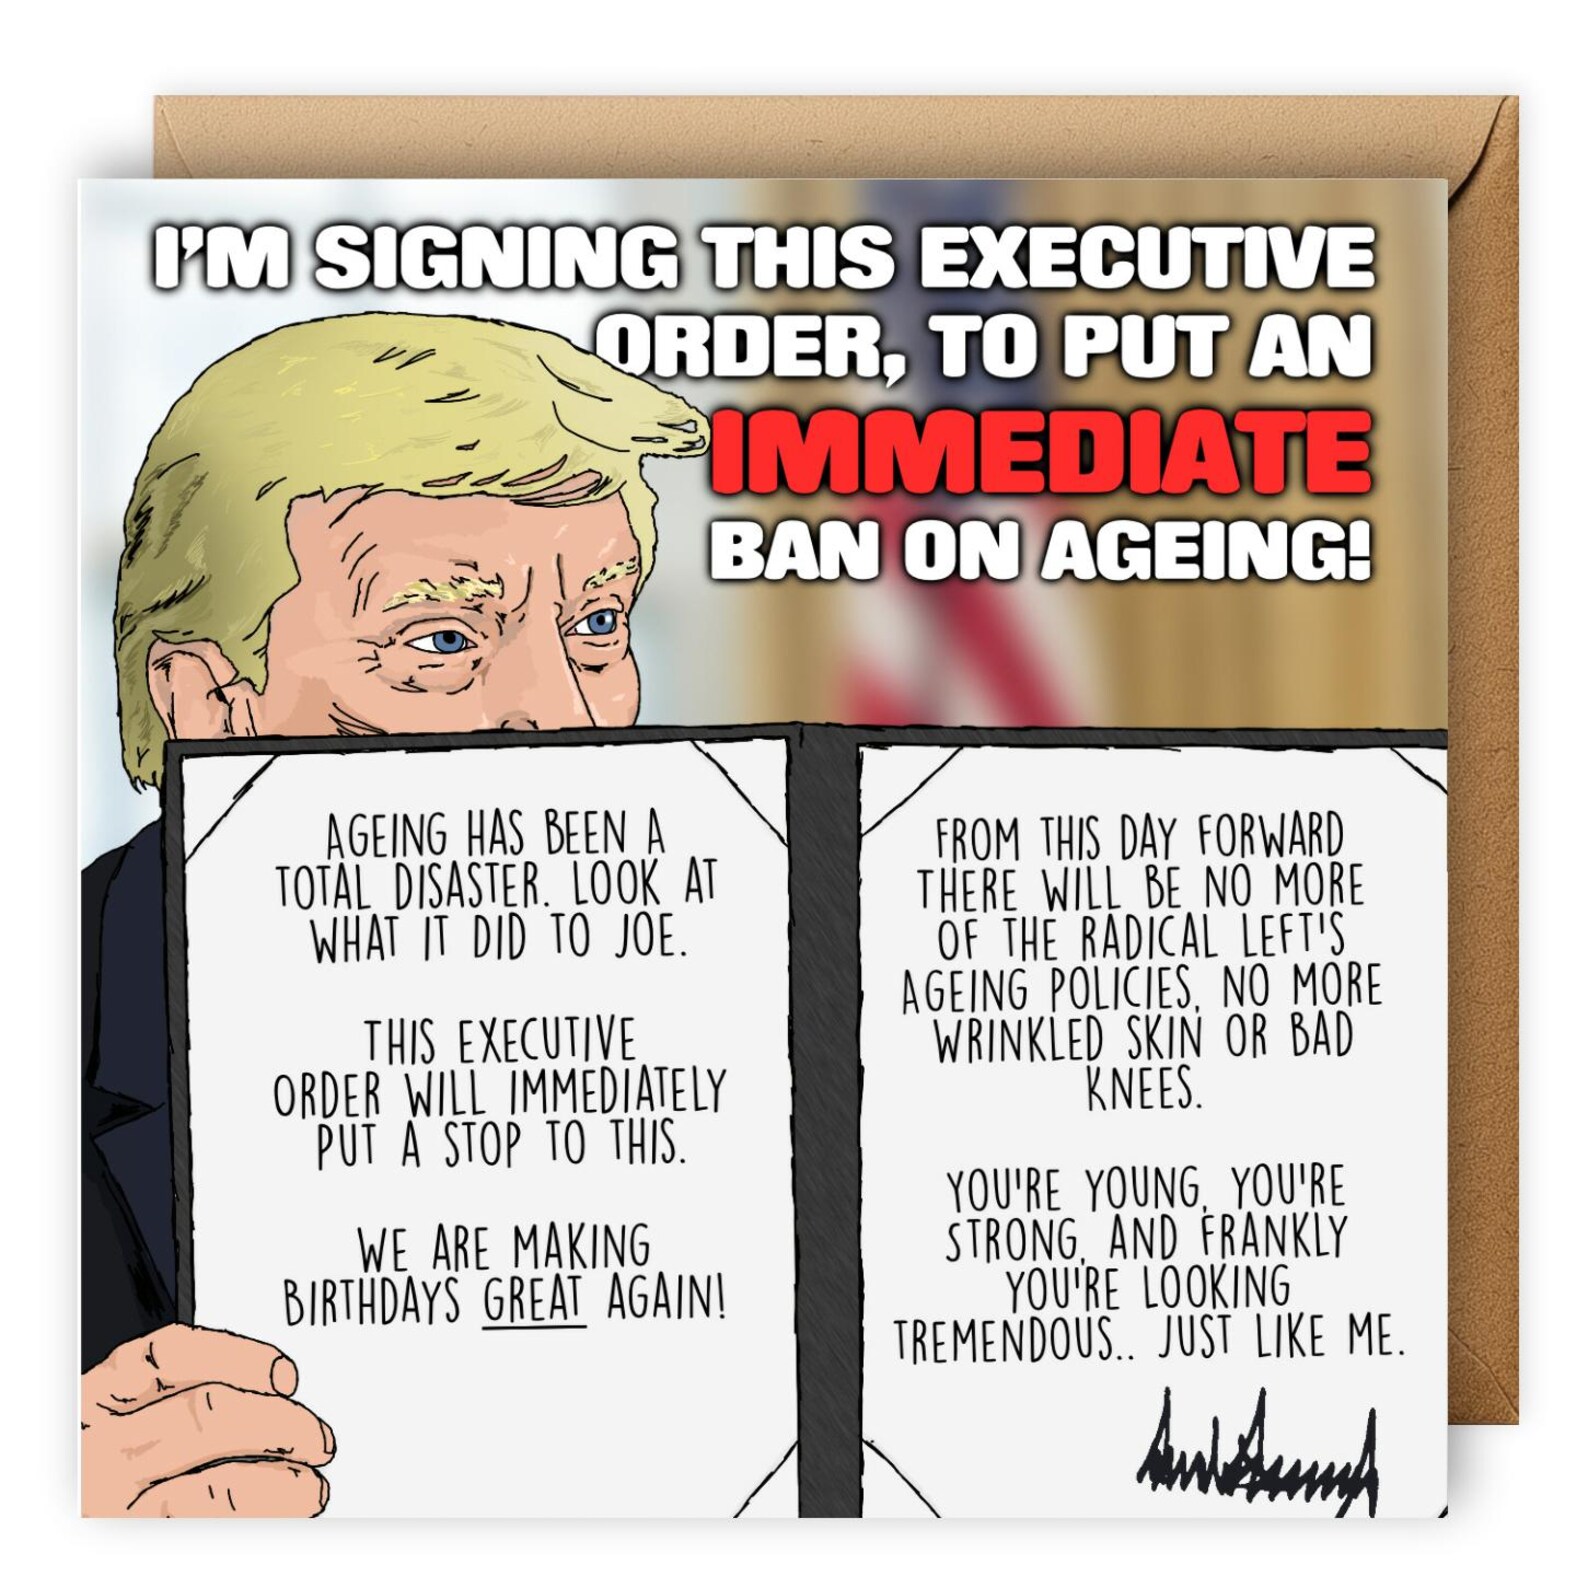 I'M SIGNING THIS EXECUTIVE
ORDER, TO PUT AN
IMMEDIATE
BAN ON AGEING!
AGEING HAS BEEN A
TOTAL DISASTER. LOOK AT
WHAT IT DID TO JOE.
THIS EXECUTIVE
ORDER WILL IMMEDIATELY
PUT A STOP TO THIS.
WE ARE MAKING
BIRTHDAYS GREAT AGAIN!
FROM THIS DAY FORWARD
THERE WILL BE NO MORE
OF THE RADICAL LEFT'S
AGEING POLICIES, NO MORE
WRINKLED SKIN OR BAD
KNEES.
YOU'RE YOUNG, YOU'RE
STRONG, AND FRANKLY
YOU'RE LOOKING
TREMENDOUS.. JUST LIKE ME.